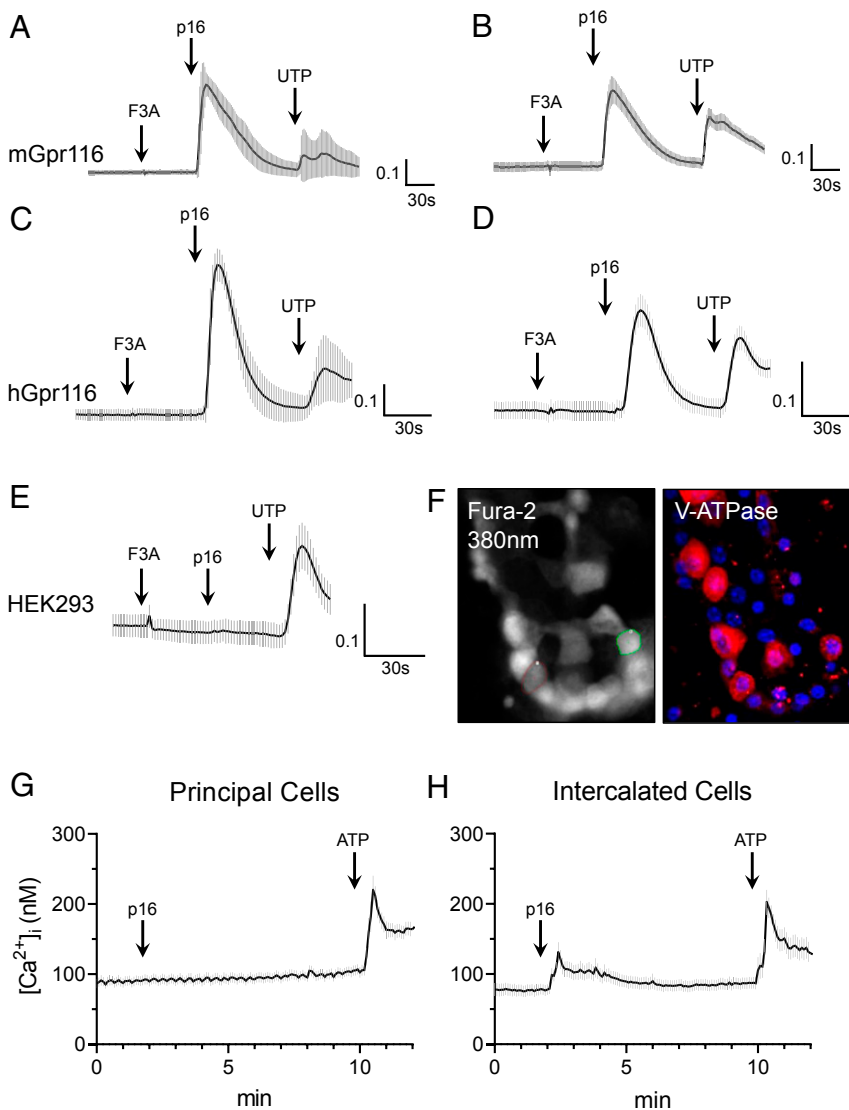 A
p16
F3A
UTP
mGpr116
0.1
30s
B
p16
F3A
UTP
0.1
30s
C
p16
F3A
UTP
hGpr116
0.1
30s
D
p16
F3A
UTP
0.1
30s
E
F3A
p16
UTP
HEK293
0.1
30s
F
Fura-2
380nm
V-ATPase
G
Principal Cells
300
200
100
0
[Ca2+]i (nM)
p16
ATP
0
5
10
min
H
Intercalated Cells
300
200
100
0
p16
ATP
0
5
10
min